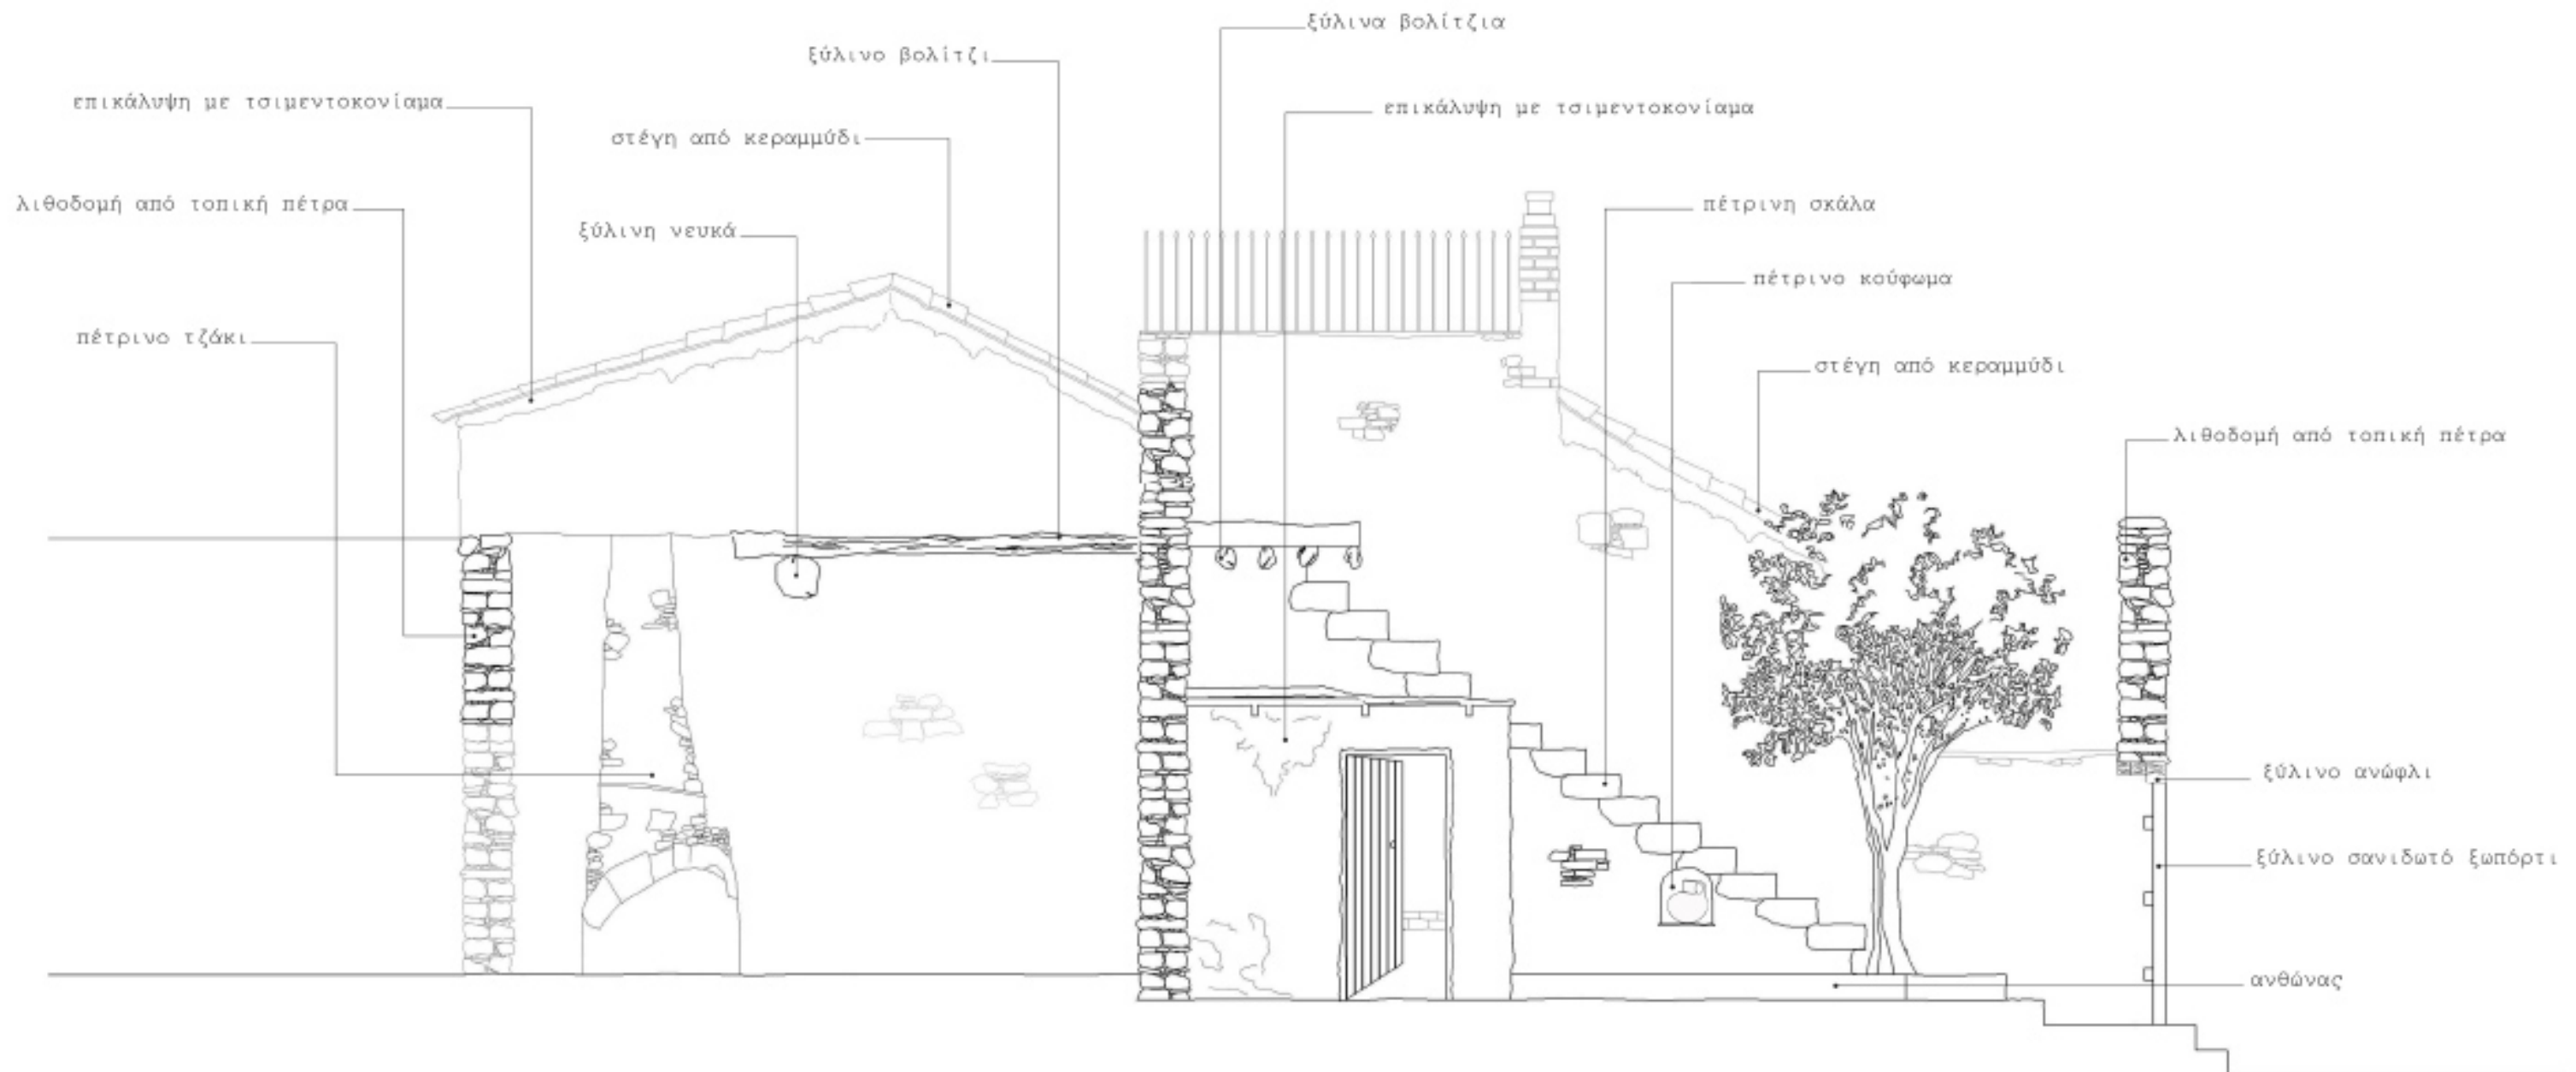 ξύλινα βολίτζια
ξύλινο βολίτζι
επικάλυψη με τσιμεντοκονίαμα
επικάλυψη με τσιμεντοκονίαμα
στέγη από κεραμμύδι
λιθοδομή από τοπική πέτρα
πέτρινη σκάλα
ξύλινη νευκά
πέτρινο κούφωμα
πέτρινο τζάκι
στέγη από κεραμμύδι
λιθοδομή από τοπική πέτρα
ξύλινο ανώφλι
ξύλινο σανιδωτό ξωπόρτι
ανθώνας